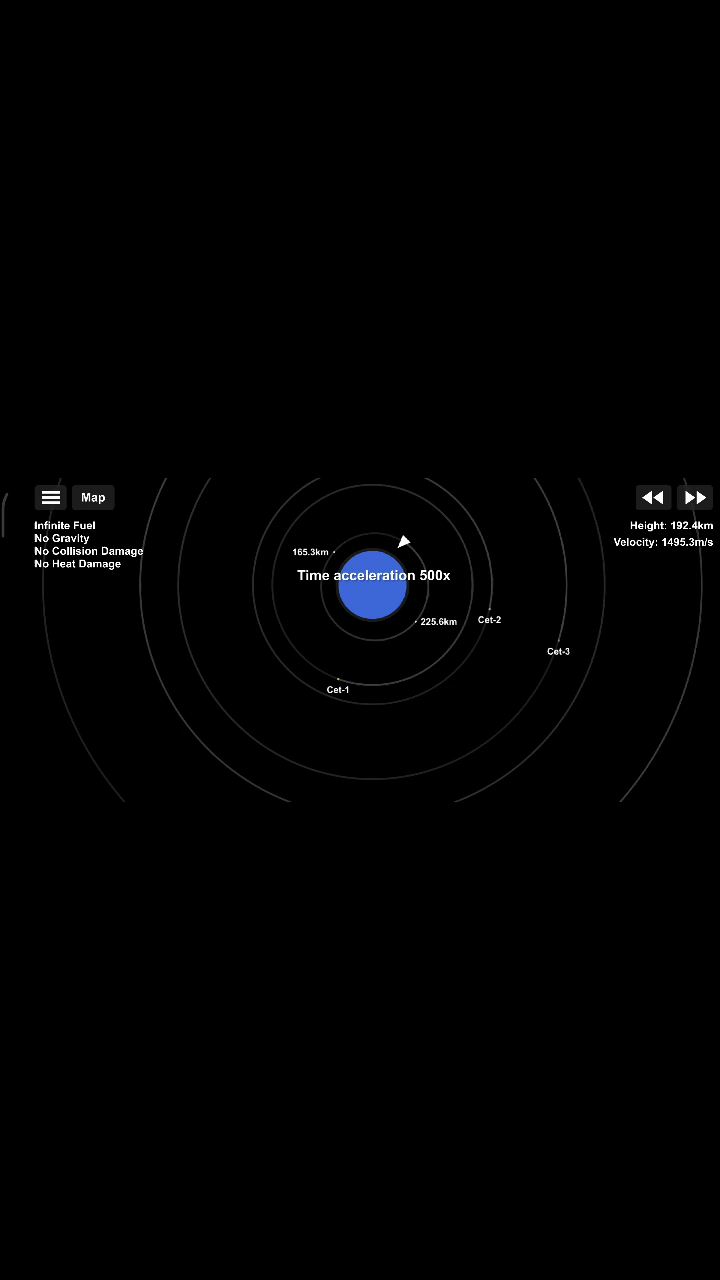 Map
Infinite Fuel
No Gravity
No Collision Damage
No Heat Damage
Height: 192.4km
Velocity: 1495.3m/s
165.3km
Time acceleration 500x
225.6km
Cet-2
Cet-3
Cet-1